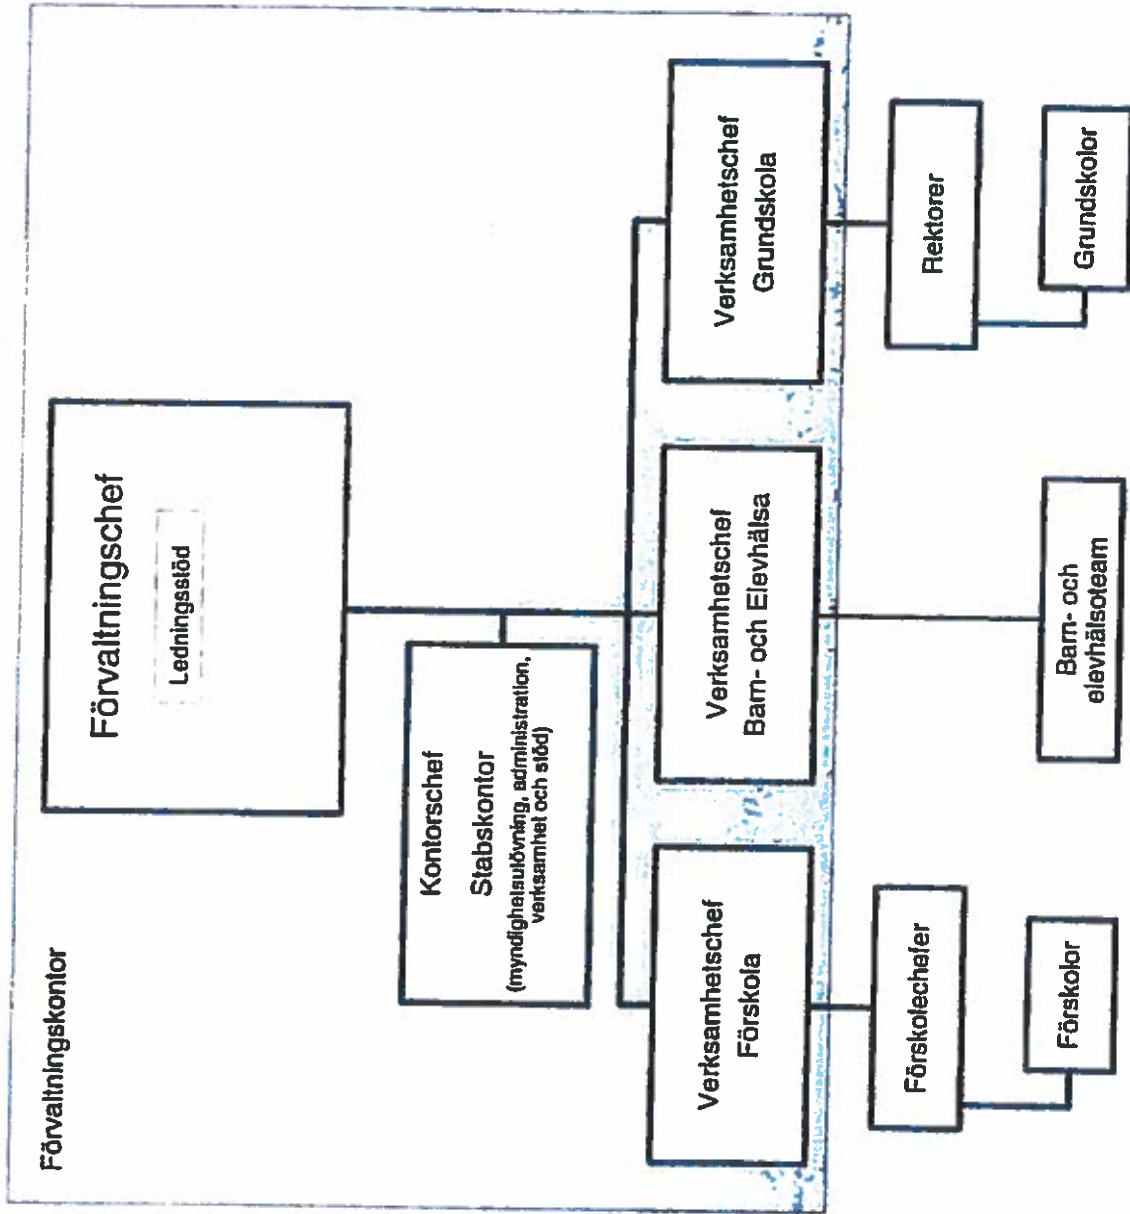 Förvaltningskontor
Förvaltningschef
Ledningsstöd
Kontorschef
Stabskontor
(myndighetsutövning, administration,
verksamhet och stöd)
Verksamhetschef
Förskola
Verksamhetschef
Barn- och Elevhälsa
Verksamhetschef
Grundskola
Förskolechefer
Rektorer
Förskolor
Barn- och
elevhälsoteam
Grundskolor